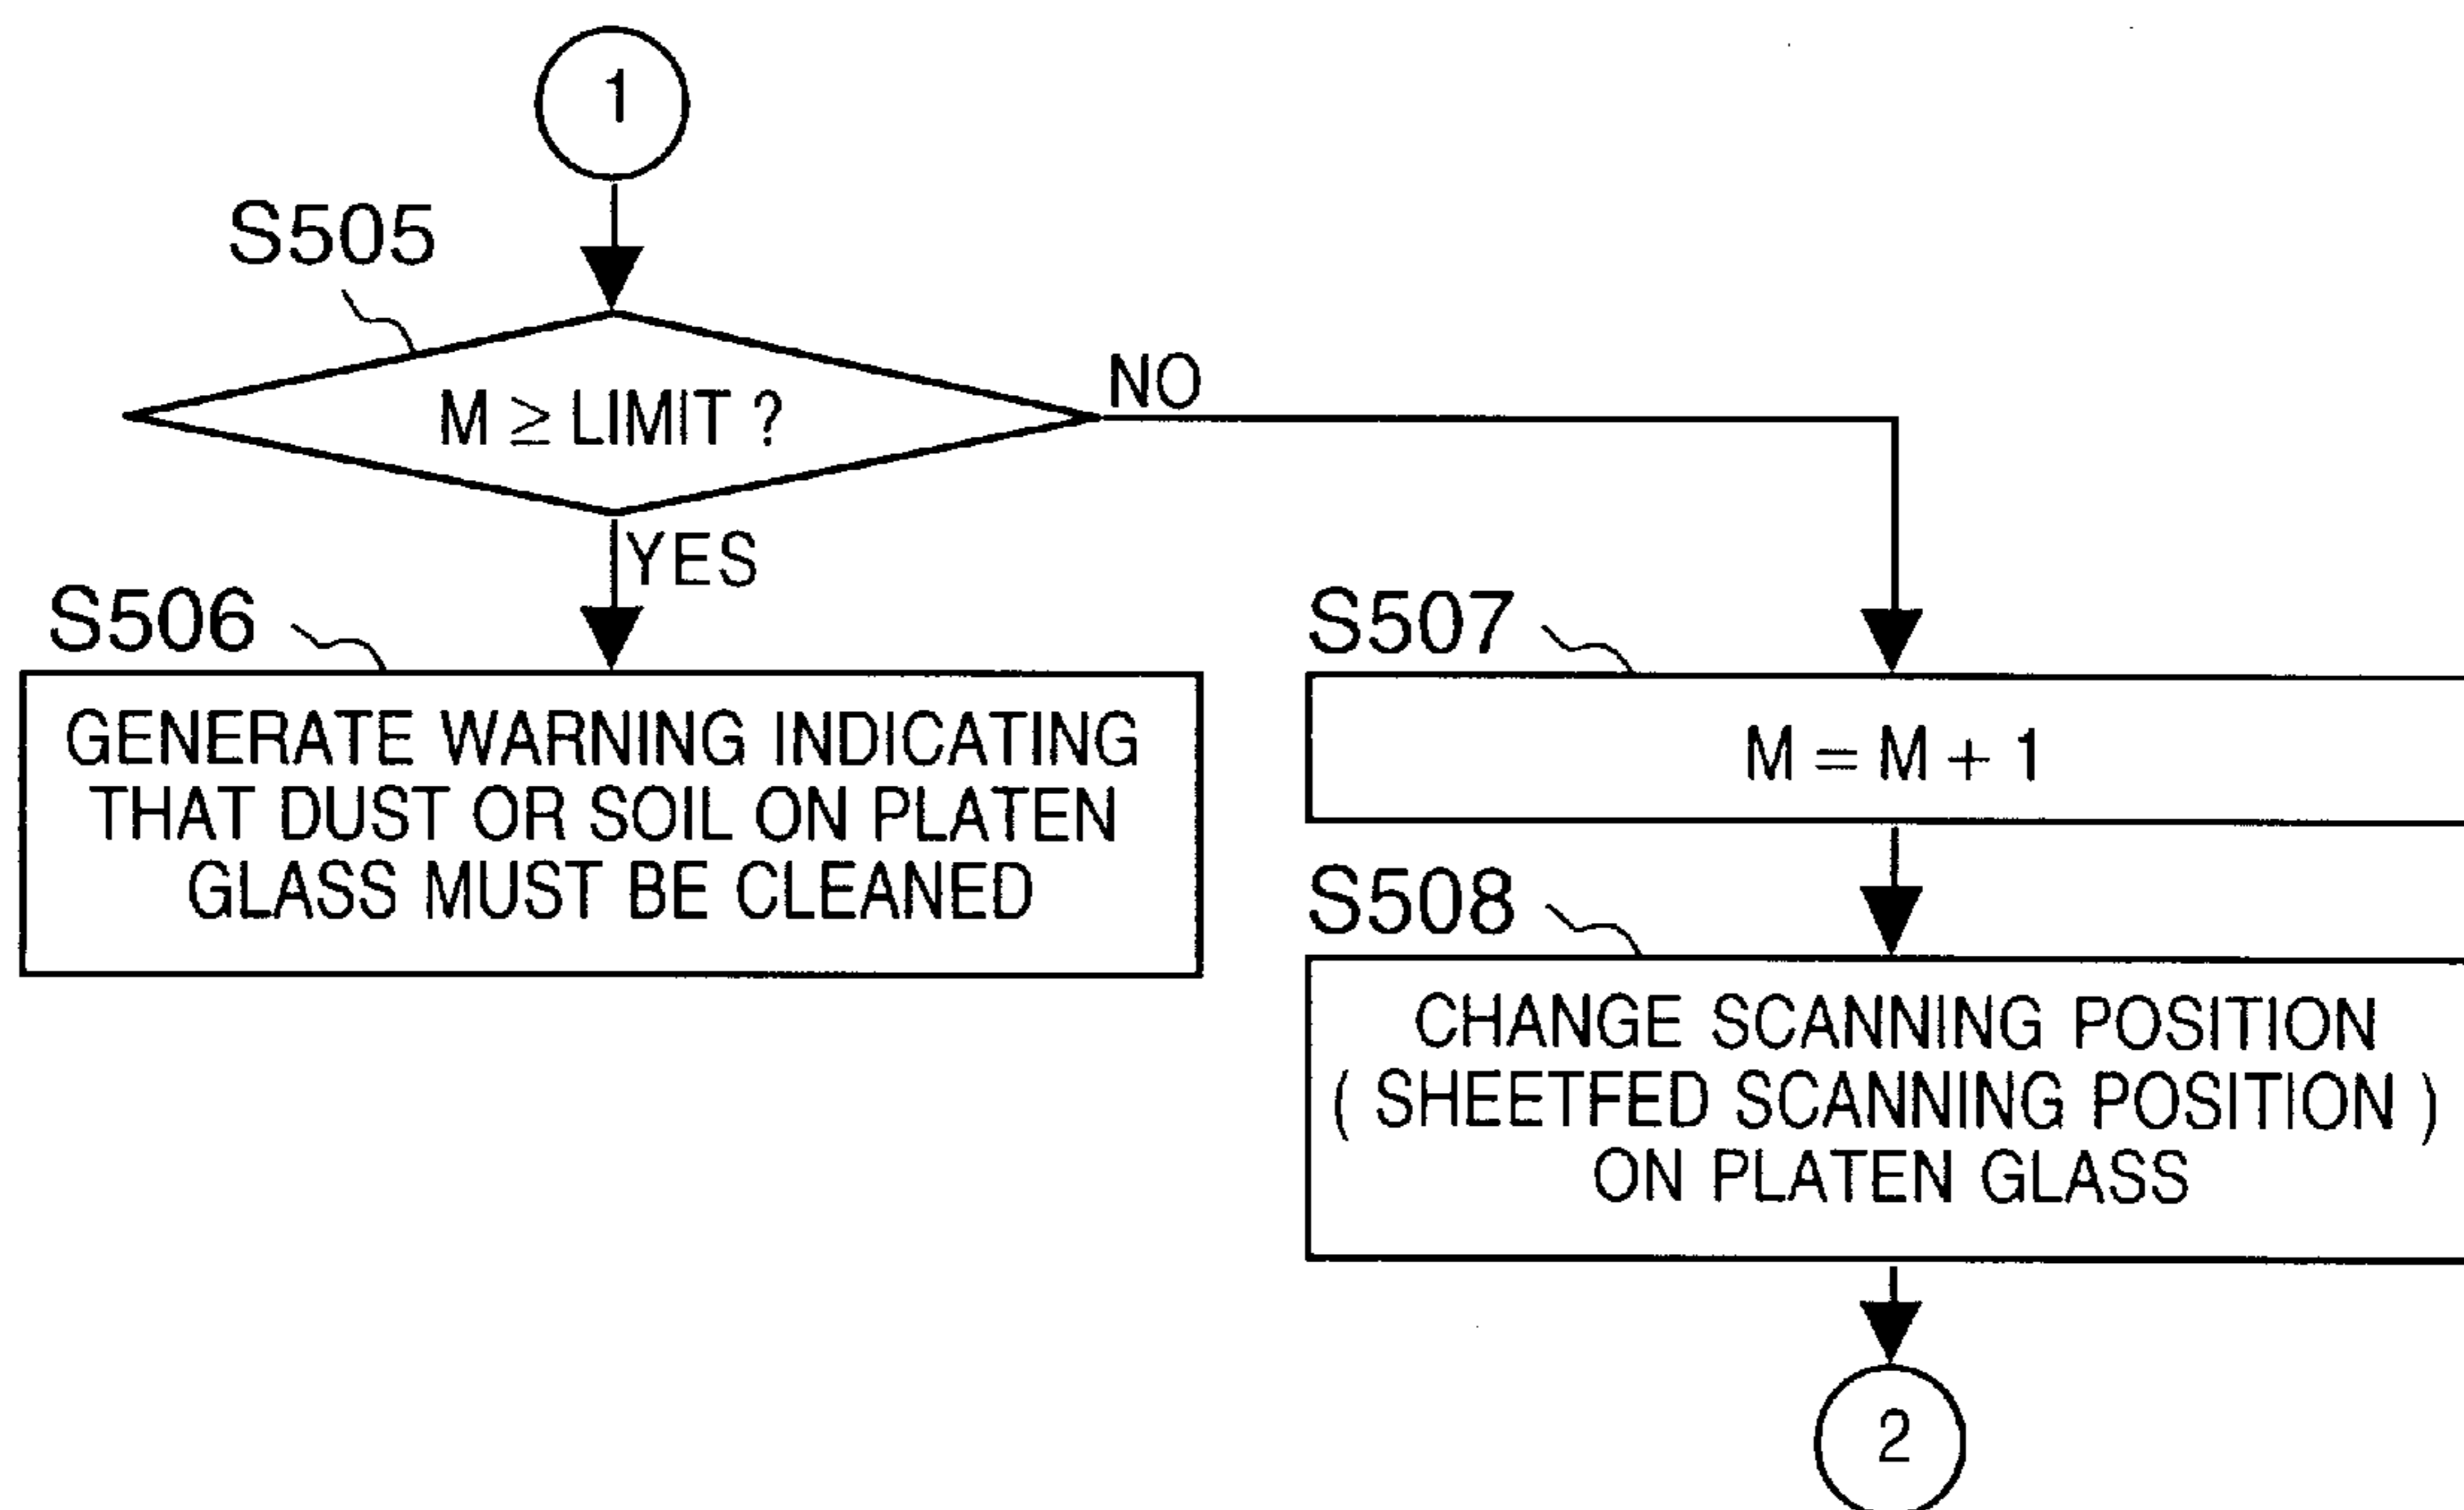 1
S505
M ≥ LIMIT ?
NO
YES
S506
GENERATE WARNING INDICATING
THAT DUST OR SOIL ON PLATEN
GLASS MUST BE CLEANED
S507
M = M + 1
S508
CHANGE SCANNING POSITION
( SHEETFED SCANNING POSITION )
ON PLATEN GLASS
2